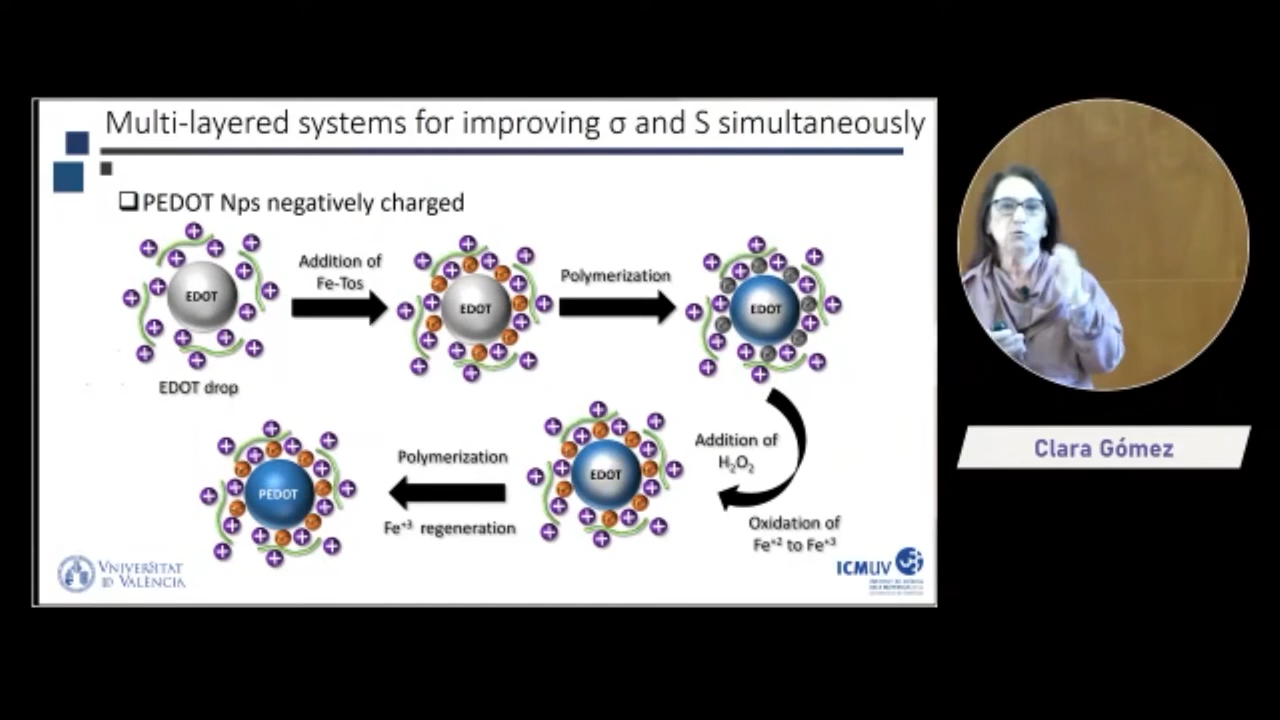 Multi-layered systems for improving σ and S simultaneously
❑PEDOT Nps negatively charged
EDOT
EDOT drop
Addition of
Fe-Tos
EDOT
Polymerization
EDOT
Addition of
H₂O₂
Oxidation of
Fe⁺² to Fe⁺³
EDOT
Polymerization
Fe⁺³ regeneration
PEDOT
VNIVERSITAT
ID VALÈNCIA
ICMUV
Clara Gómez